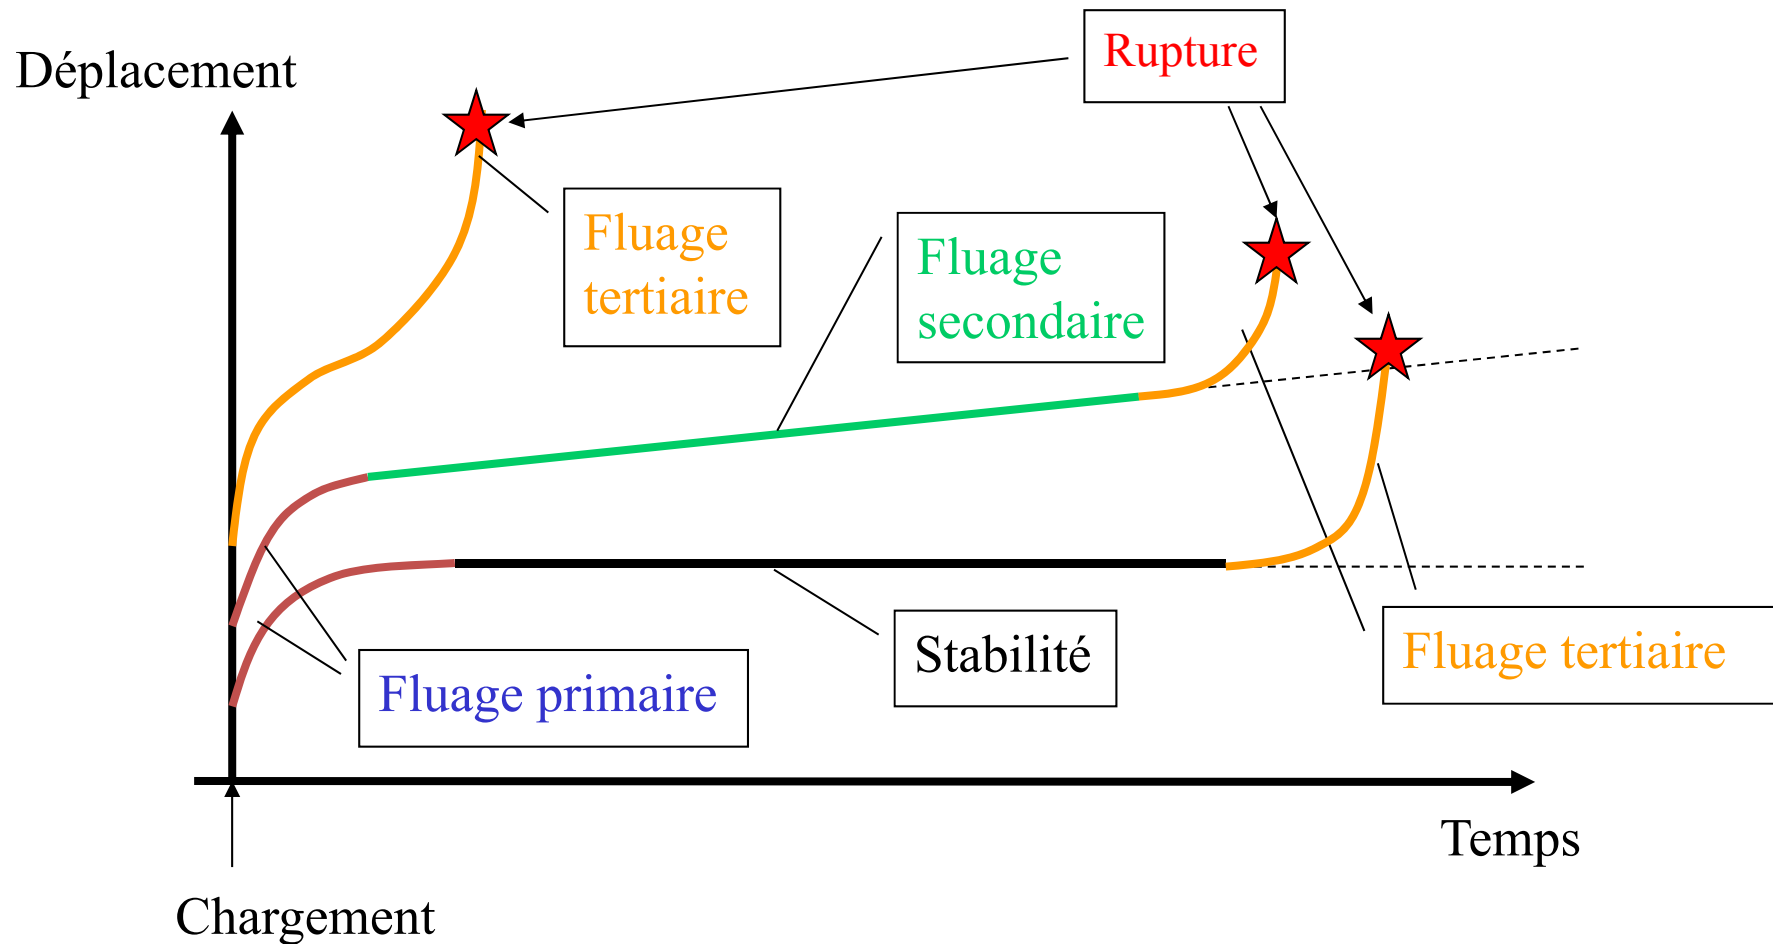 Rupture
Déplacement
Fluage
tertiaire
Fluage
secondaire
Stabilité
Fluage tertiaire
Fluage primaire
Temps
Chargement